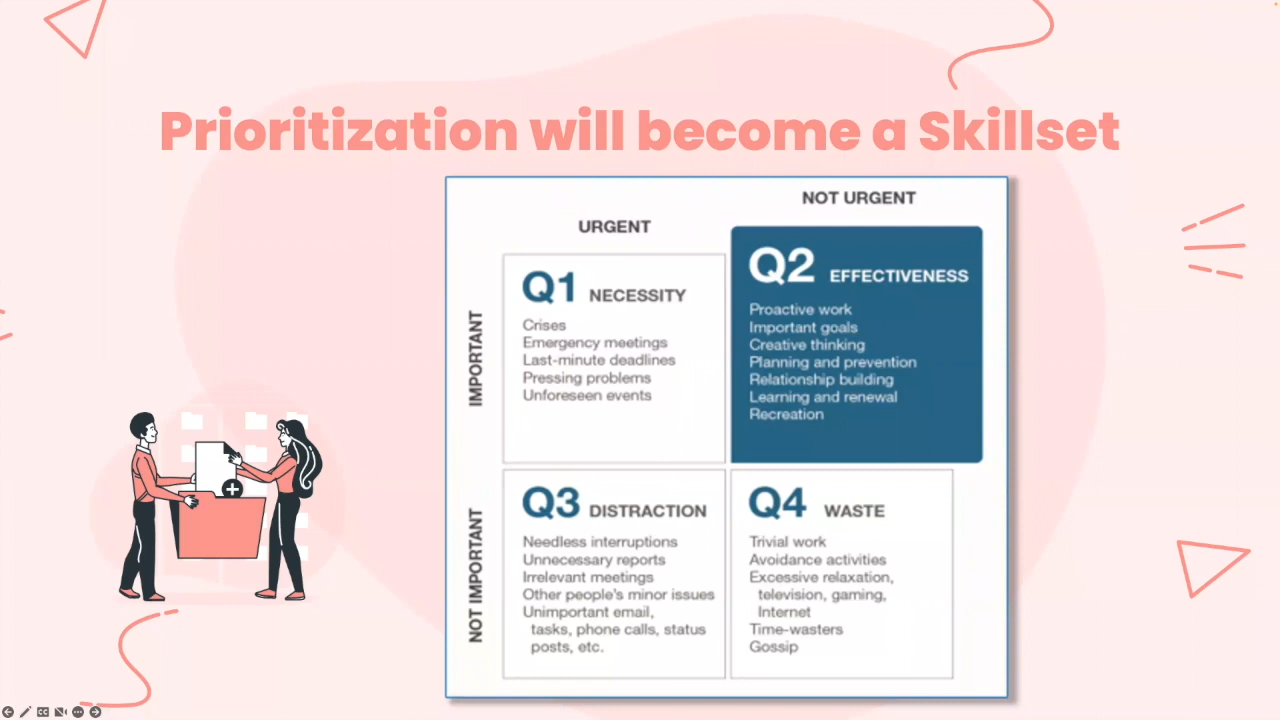 Prioritization will become a Skillset
NOT URGENT
URGENT
IMPORTANT
Q1 NECESSITY
Crises
Emergency meetings
Last-minute deadlines
Pressing problems
Unforeseen events
Q2 EFFECTIVENESS
Proactive work
Important goals
Creative thinking
Planning and prevention
Relationship building
Learning and renewal
Recreation
NOT IMPORTANT
Q3 DISTRACTION
Needless interruptions
Unnecessary reports
Irrelevant meetings
Other people's minor issues
Unimportant email,
tasks, phone calls, status
posts, etc.
Q4 WASTE
Trivial work
Avoidance activities
Excessive relaxation,
television, gaming,
Internet
Time-wasters
Gossip